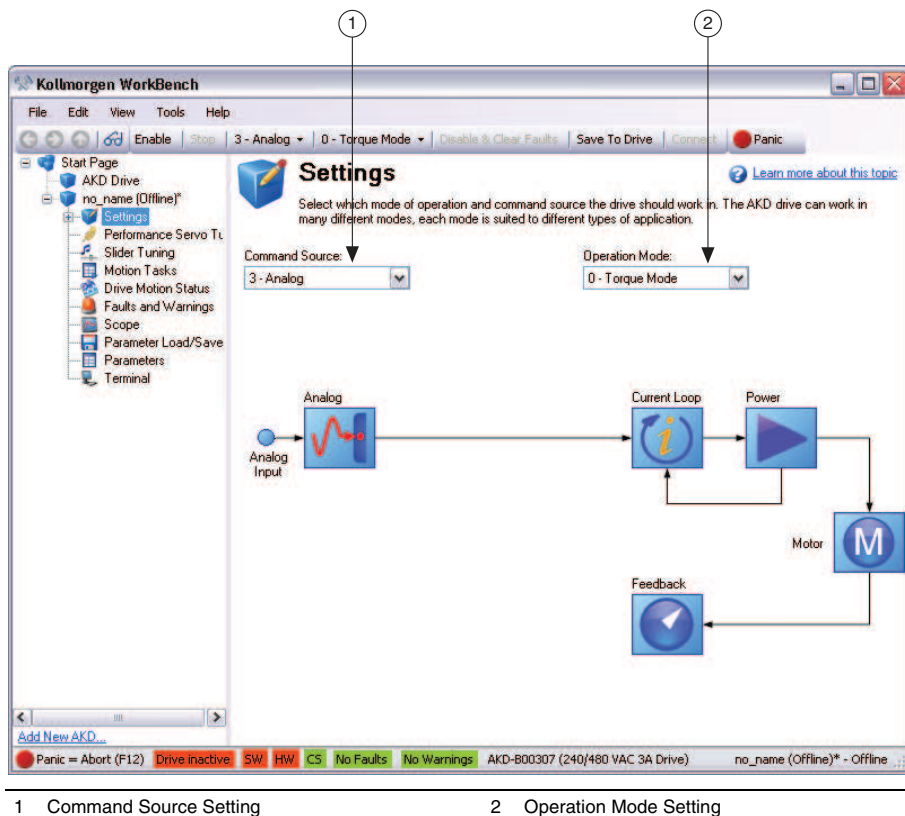 1 2
Kollmorgen WorkBench
File Edit View Tools Help
Enable Stop 3 - Analog 0 - Torque Mode Disable & Clear Faults Save To Drive Connect Panic
Start Page
AKD Drive
no_name (Offline)*
Settings
Performance Servo Tu
Slider Tuning
Motion Tasks
Drive Motion Status
Faults and Warnings
Scope
Parameter Load/Save
Parameters
Terminal
Add New AKD...
Settings
Learn more about this topic
Select which mode of operation and command source the drive should work in. The AKD drive can work in
many different modes, each mode is suited to different types of application.
Command Source: Operation Mode:
3 - Analog 0 - Torque Mode
Analog Current Loop Power
Analog
Input
Motor M
Feedback
Panic = Abort (F12) Drive inactive SW HW CS No Faults No Warnings AKD-B00307 (240/480 VAC 3A Drive) no_name (Offline)* - Offline
1 Command Source Setting 2 Operation Mode Setting